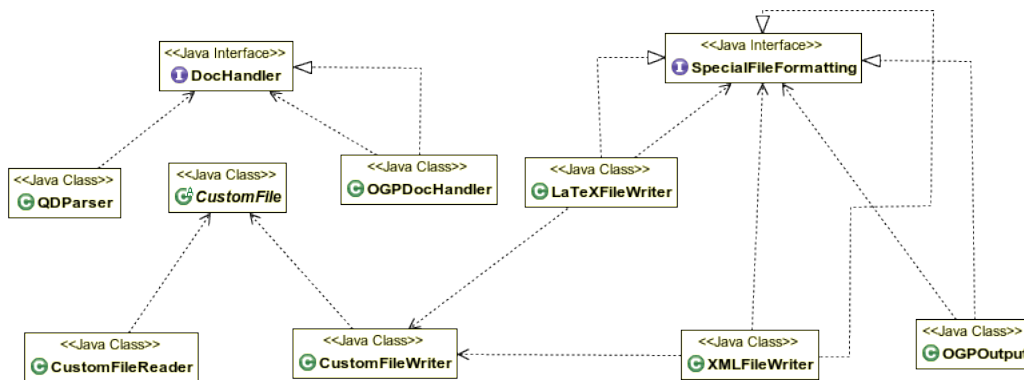 <<Java Interface>>
I DocHandler
<<Java Interface>>
I SpecialFileFormatting
<<Java Class>>
C QDParser
<<Java Class>>
C A CustomFile
<<Java Class>>
C OGPDocHandler
<<Java Class>>
C LaTeXFileWriter
<<Java Class>>
C CustomFileReader
<<Java Class>>
C CustomFileWriter
<<Java Class>>
C XMLFileWriter
<<Java Class>>
C OGPOutput